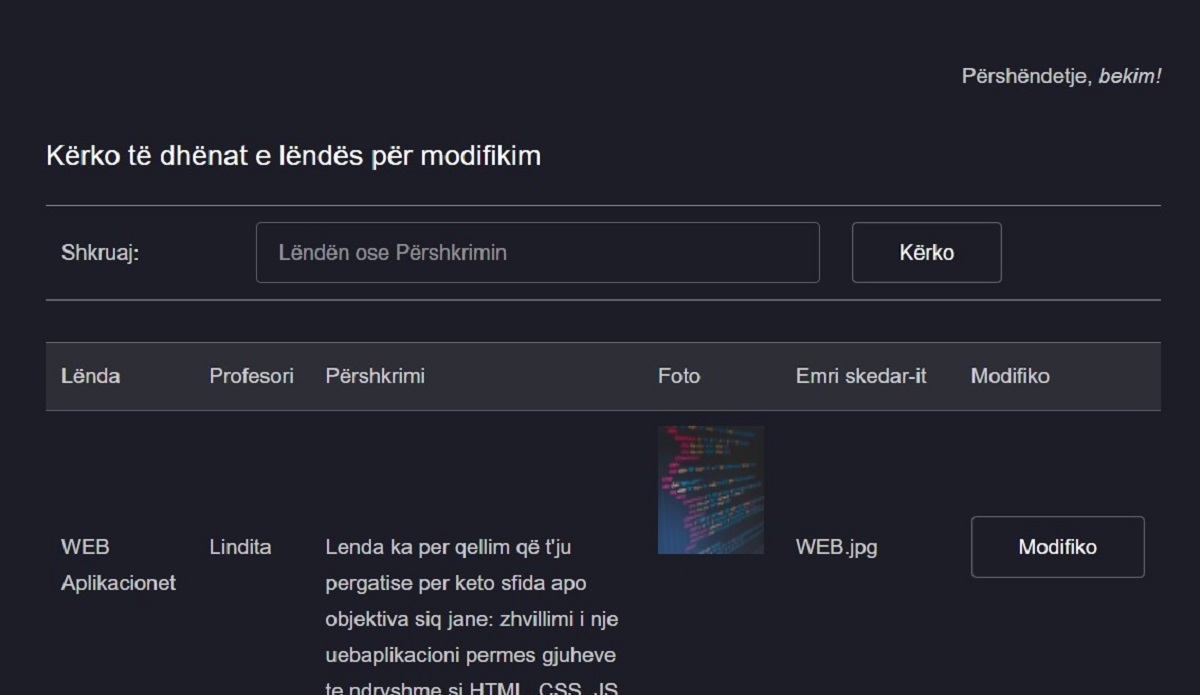 Përshëndetje, bekim!
Kërko të dhënat e lëndës për modifikim
Shkruaj: Lëndën ose Përshkrimin Kërko
Lënda Profesori Përshkrimi Foto Emri skedar-it Modifiko
WEB Lindita Lenda ka per qellim që t'ju WEB.jpg Modifiko
Aplikacionet pergatise per keto sfida apo
objektiva siq jane: zhvillimi i nje
uebaplikacioni permes gjuheve
te ndryshme si HTML, CSS, JS